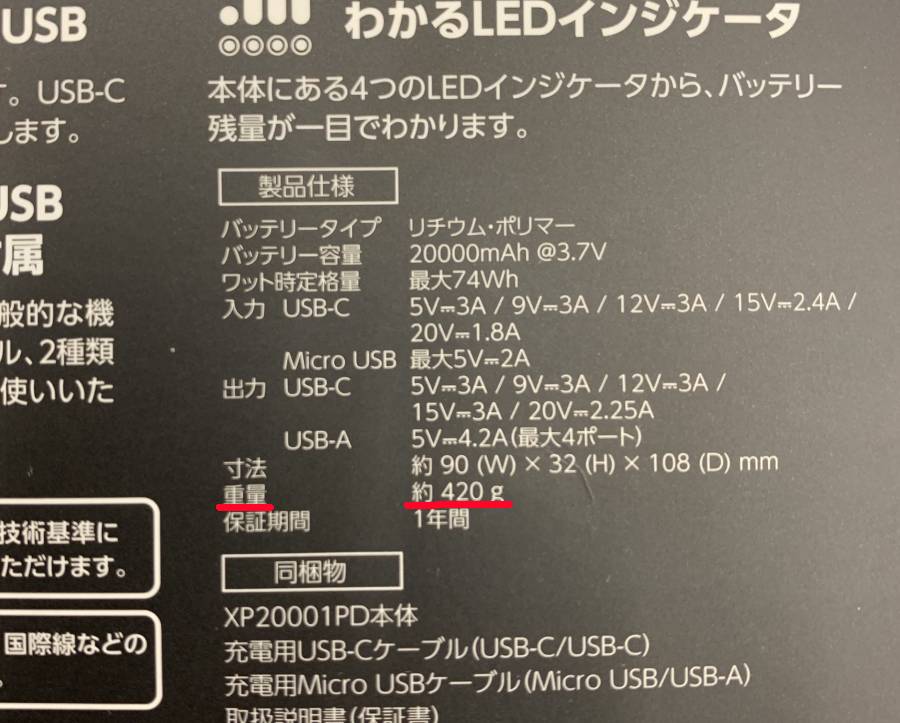 USB
わかるLEDインジケータ
す。USB-C
します。
本体にある4つのLEDインジケータから、バッテリー
残量が一目でわかります。
USB
属
般的な機
ル、2種類
使いいた
製品仕様
バッテリータイプ リチウム・ポリマー
バッテリー容量 20000mAh @3.7V
ワット時定格量 最大74Wh
入力 USB-C 5V⎓3A / 9V⎓3A / 12V⎓3A / 15V⎓2.4A /
20V⎓1.8A
Micro USB 最大5V⎓2A
出力 USB-C 5V⎓3A / 9V⎓3A / 12V⎓3A /
15V⎓3A / 20V⎓2.25A
USB-A 5V⎓4.2A(最大4ポート)
寸法 約 90 (W) × 32 (H) × 108 (D) mm
重量 約 420 g
保証期間 1年間
技術基準に
ただけます。
国際線などの
。
同梱物
XP20001PD本体
充電用USB-Cケーブル(USB-C/USB-C)
充電用Micro USBケーブル(Micro USB/USB-A)
取扱説明書(保証書)